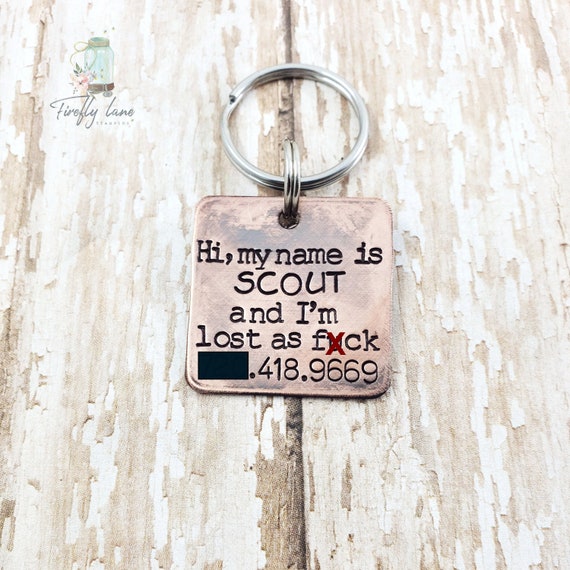 Firefly Lane
Hi, my name is
SCOUT
and I'm
lost as fxck
.418.9669